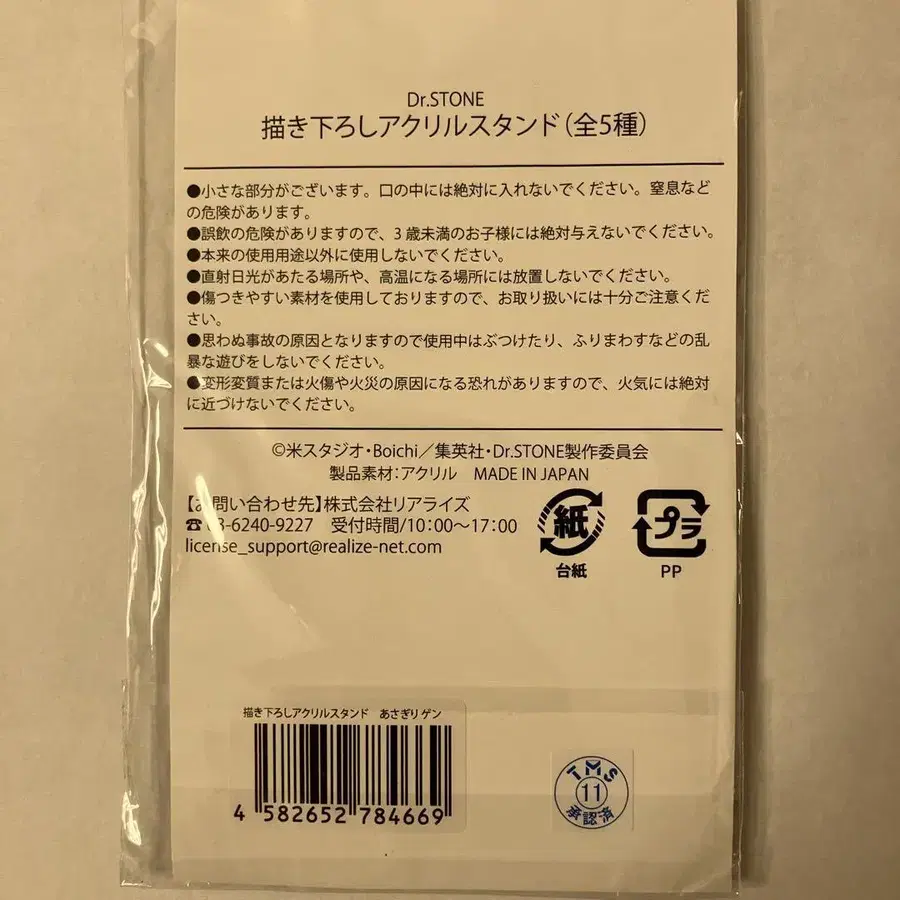 Dr.STONE
描き下ろしアクリルスタンド(全5種)
●小さな部分がございます。口の中には絶対に入れないでください。窒息など
の危険があります。
●誤飲の危険がありますので、3歳未満のお子様には絶対与えないでください。
●本来の使用用途以外に使用しないでください。
●直射日光があたる場所や、高温になる場所には放置しないでください。
●傷つきやすい素材を使用しておりますので、お取り扱いには十分ご注意くだ
さい。
●思わぬ事故の原因となりますので使用中はぶつけたり、ふりまわすなどの乱
暴な遊びをしないでください。
●変形変質または火傷や火災の原因になる恐れがありますので、火気には絶対
に近づけないでください。
©米スタジオ・Boichi/集英社・Dr.STONE製作委員会
製品素材:アクリル MADE IN JAPAN
【お問い合わせ先】株式会社リアライズ
☎03-6240-9227 受付時間/10:00〜17:00
license_support@realize-net.com
紙
台紙
プラ
PP
描き下ろしアクリルスタンド あさぎりゲン
4 582652 784669
TMS
11
承認済